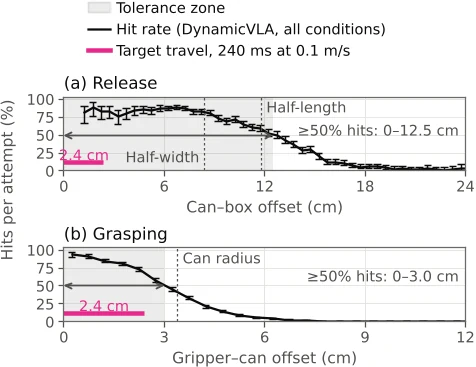 Tolerance zone
Hit rate (DynamicVLA, all conditions)
Target travel, 240 ms at 0.1 m/s
(a) Release
Hits per attempt (%)
100
75
50
25
0
Half-length
≥50% hits: 0–12.5 cm
2.4 cm
Half-width
0 6 12 18 24
Can–box offset (cm)
(b) Grasping
100
75
50
25
0
Can radius
≥50% hits: 0–3.0 cm
2.4 cm
0 3 6 9 12
Gripper–can offset (cm)